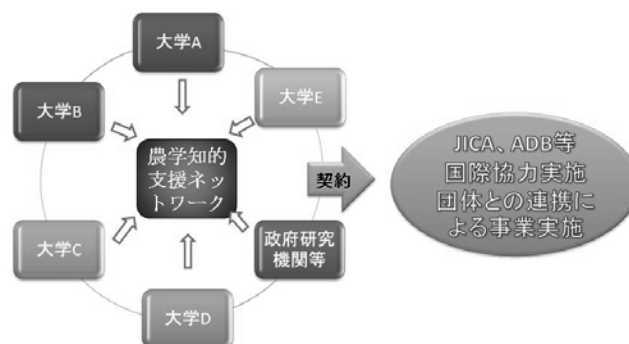 大学A
大学B
大学E
農学知的
支援ネッ
トワーク
契約
JICA、ADB等
国際協力実施
団体との連携に
よる事業実施
大学C
政府研究
機関等
大学D